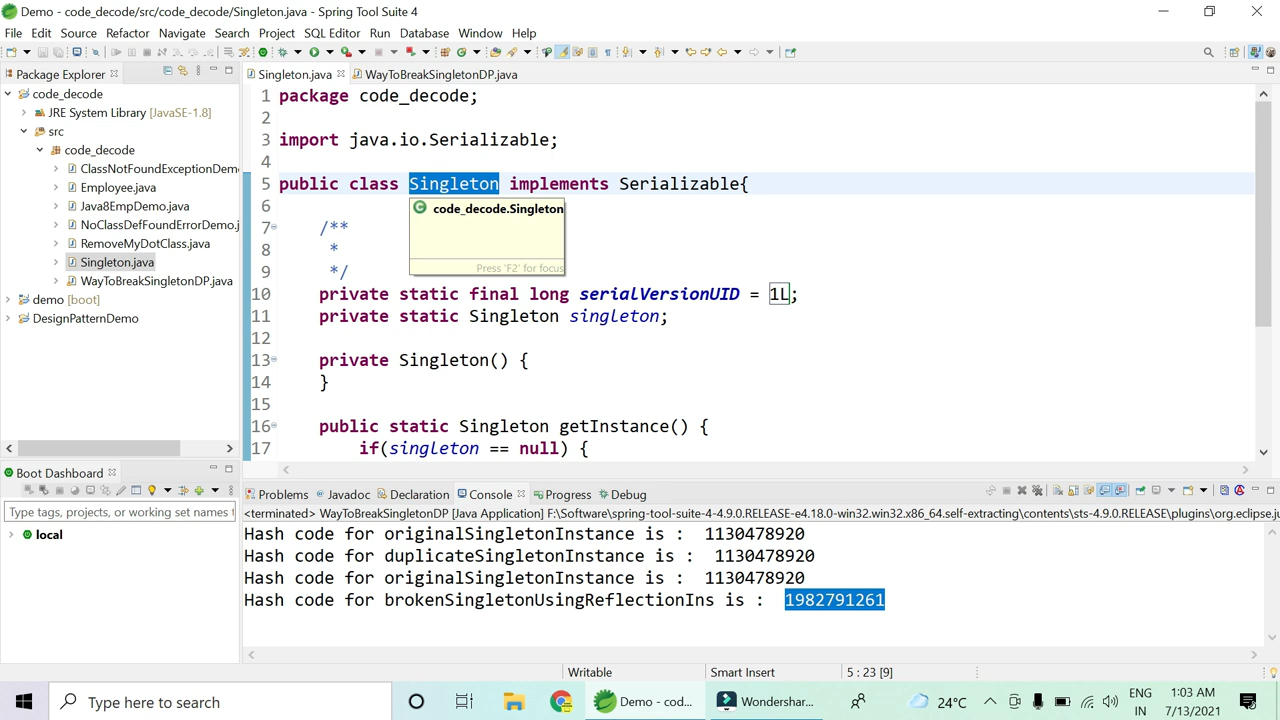 Demo - code_decode/src/code_decode/Singleton.java - Spring Tool Suite 4
File Edit Source Refactor Navigate Search Project SQL Editor Run Database Window Help
Package Explorer
Singleton.java
WayToBreakSingletonDP.java
code_decode
JRE System Library [JavaSE-1.8]
src
code_decode
ClassNotFoundExceptionDemo
Employee.java
Java8EmpDemo.java
NoClassDefFoundErrorDemo.j
RemoveMyDotClass.java
Singleton.java
WayToBreakSingletonDP.java
demo [boot]
DesignPatternDemo
1 package code_decode;
2
3 import java.io.Serializable;
4
5 public class Singleton implements Serializable{
6
code_decode.Singleton
7 /**
8 *
Press 'F2' for focus
9 */
10 private static final long serialVersionUID = 1L;
11 private static Singleton singleton;
12
13 private Singleton() {
14 }
15
16 public static Singleton getInstance() {
17 if(singleton == null) {
Boot Dashboard
Type tags, projects, or working set names t
local
Problems Javadoc Declaration Console Progress Debug
<terminated> WayToBreakSingletonDP [Java Application] F:\Software\spring-tool-suite-4-4.9.0.RELEASE-e4.18.0-win32.win32.x86_64.self-extracting\contents\sts-4.9.0.RELEASE\plugins\org.eclipse.ju
Hash code for originalSingletonInstance is : 1130478920
Hash code for duplicateSingletonInstance is : 1130478920
Hash code for originalSingletonInstance is : 1130478920
Hash code for brokenSingletonUsingReflectionIns is : 1982791261
Writable
Smart Insert
5 : 23 [9]
Type here to search
Demo - cod...
Wondershar...
24°C
ENG
IN
1:03 AM
7/13/2021